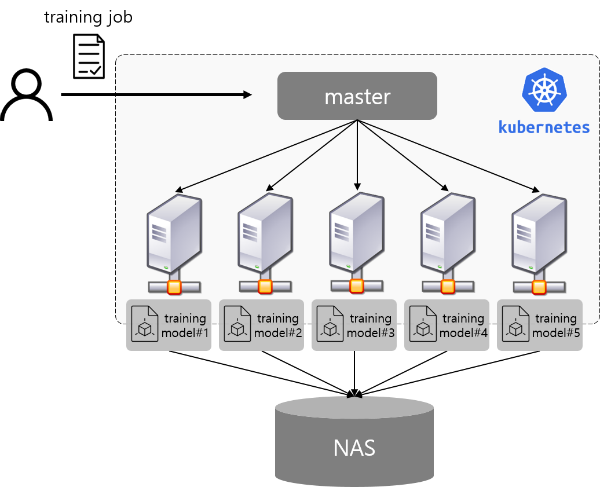 training job
master
kubernetes
training
model#1
training
model#2
training
model#3
training
model#4
training
model#5
NAS